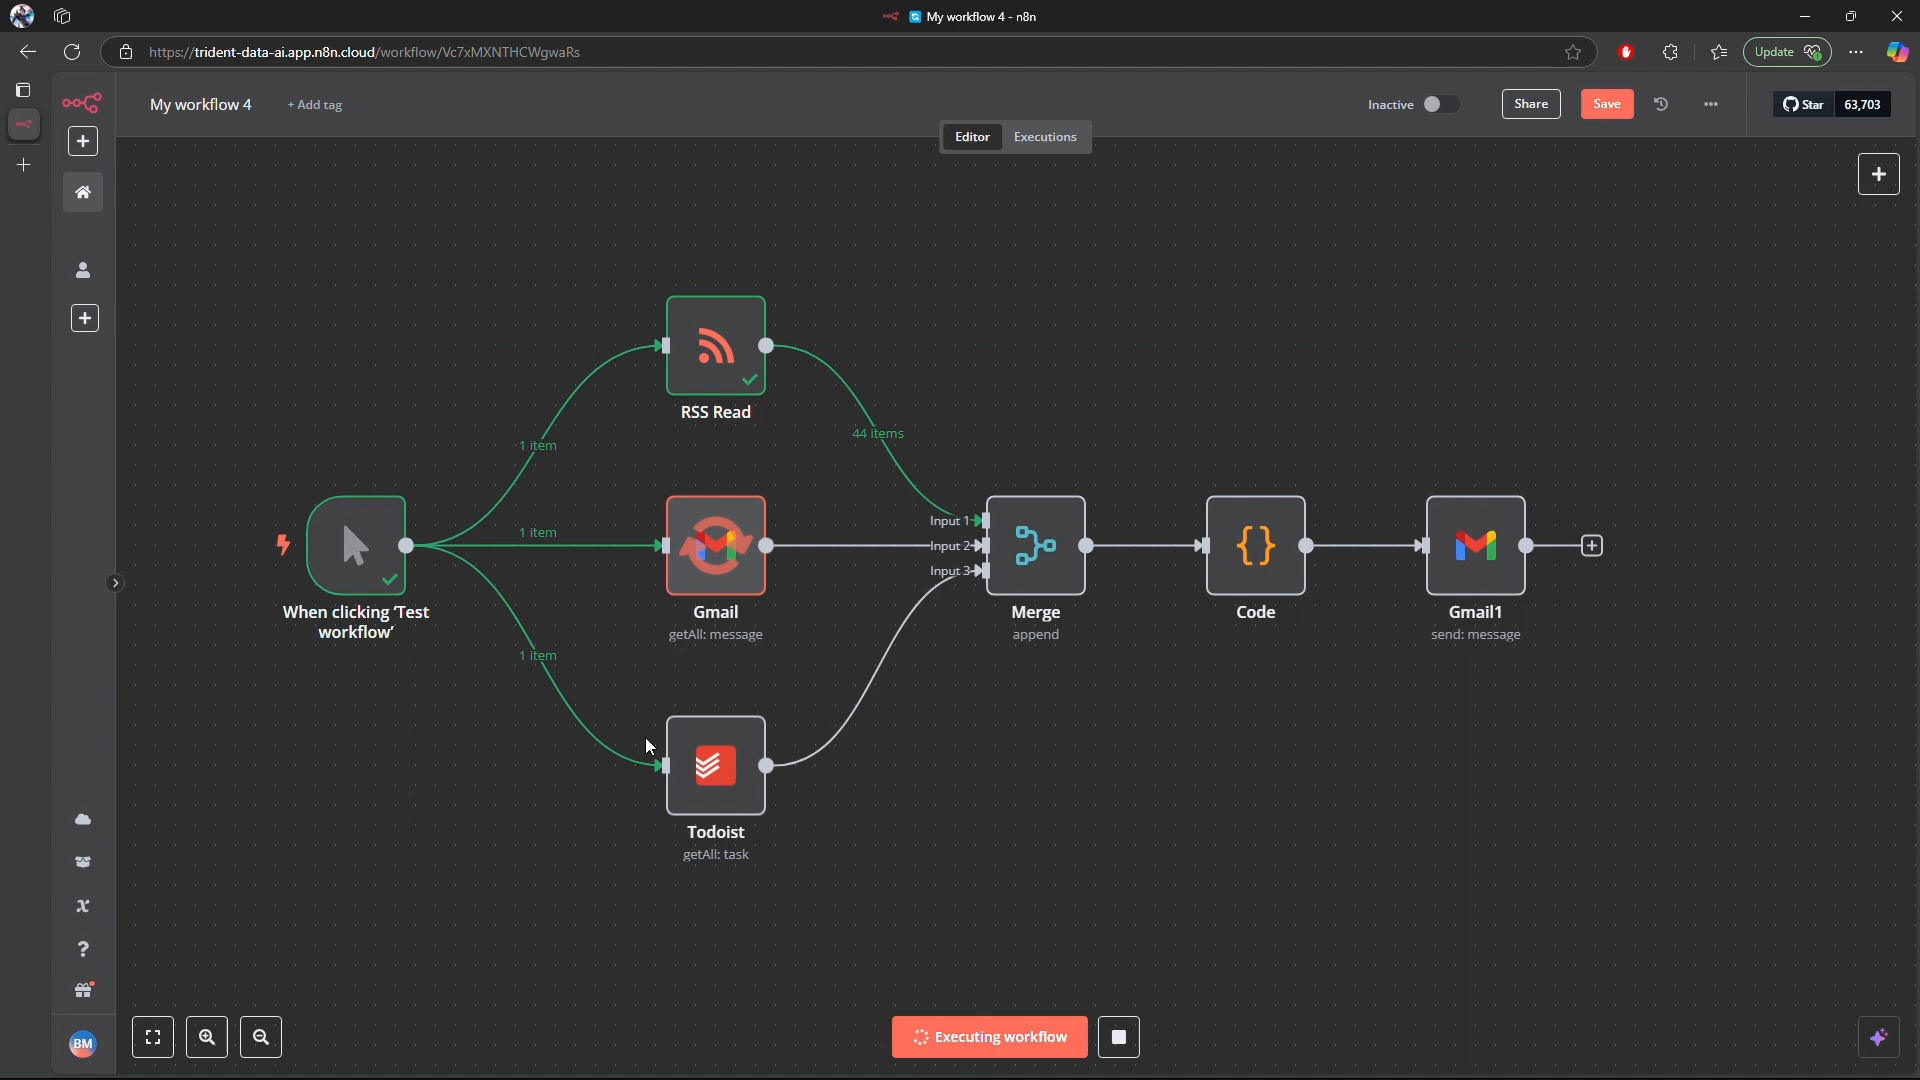 My workflow 4 - n8n
https://trident-data-ai.app.n8n.cloud/workflow/Vc7xMXNTHCWgwaRs
Update
My workflow 4
+ Add tag
Inactive
Share
Save
Star
63,703
Editor
Executions
RSS Read
44 items
1 item
1 item
1 item
Input 1
Input 2
Input 3
When clicking ‘Test
workflow’
Gmail
getAll: message
Merge
append
Code
Gmail1
send: message
Todoist
getAll: task
BM
Executing workflow